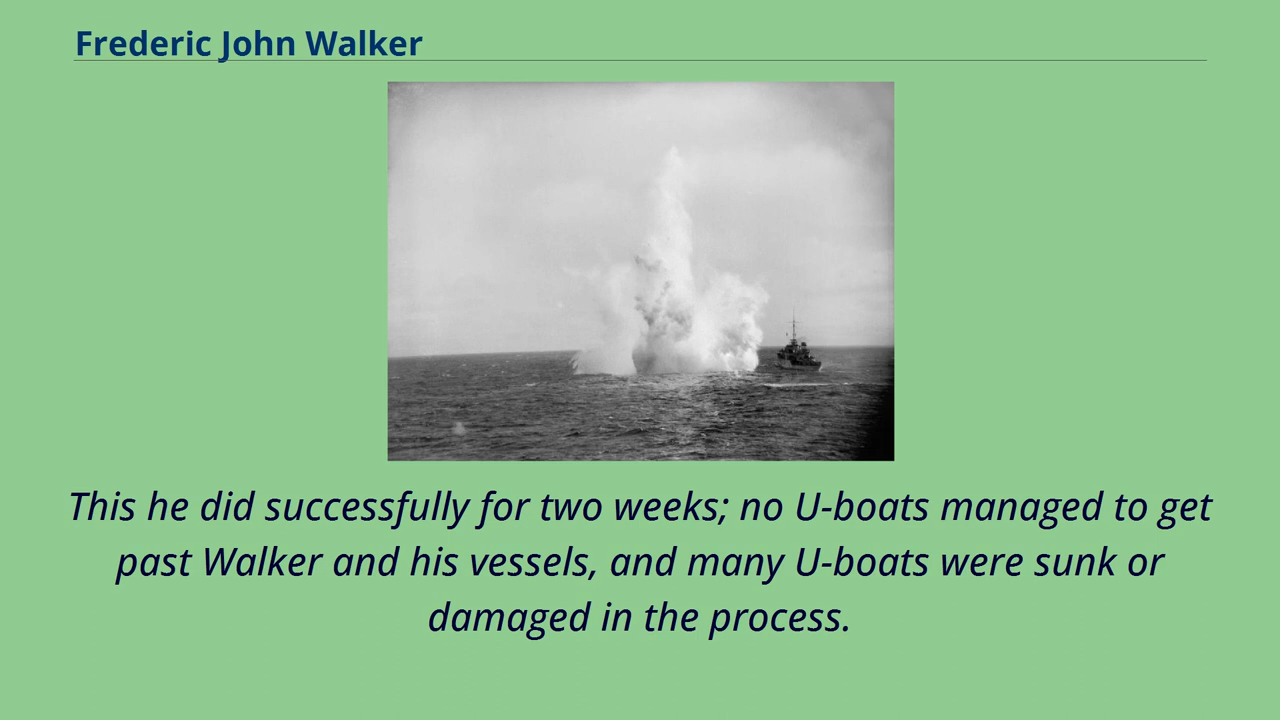 Frederic John Walker
This he did successfully for two weeks; no U-boats managed to get
past Walker and his vessels, and many U-boats were sunk or
damaged in the process.